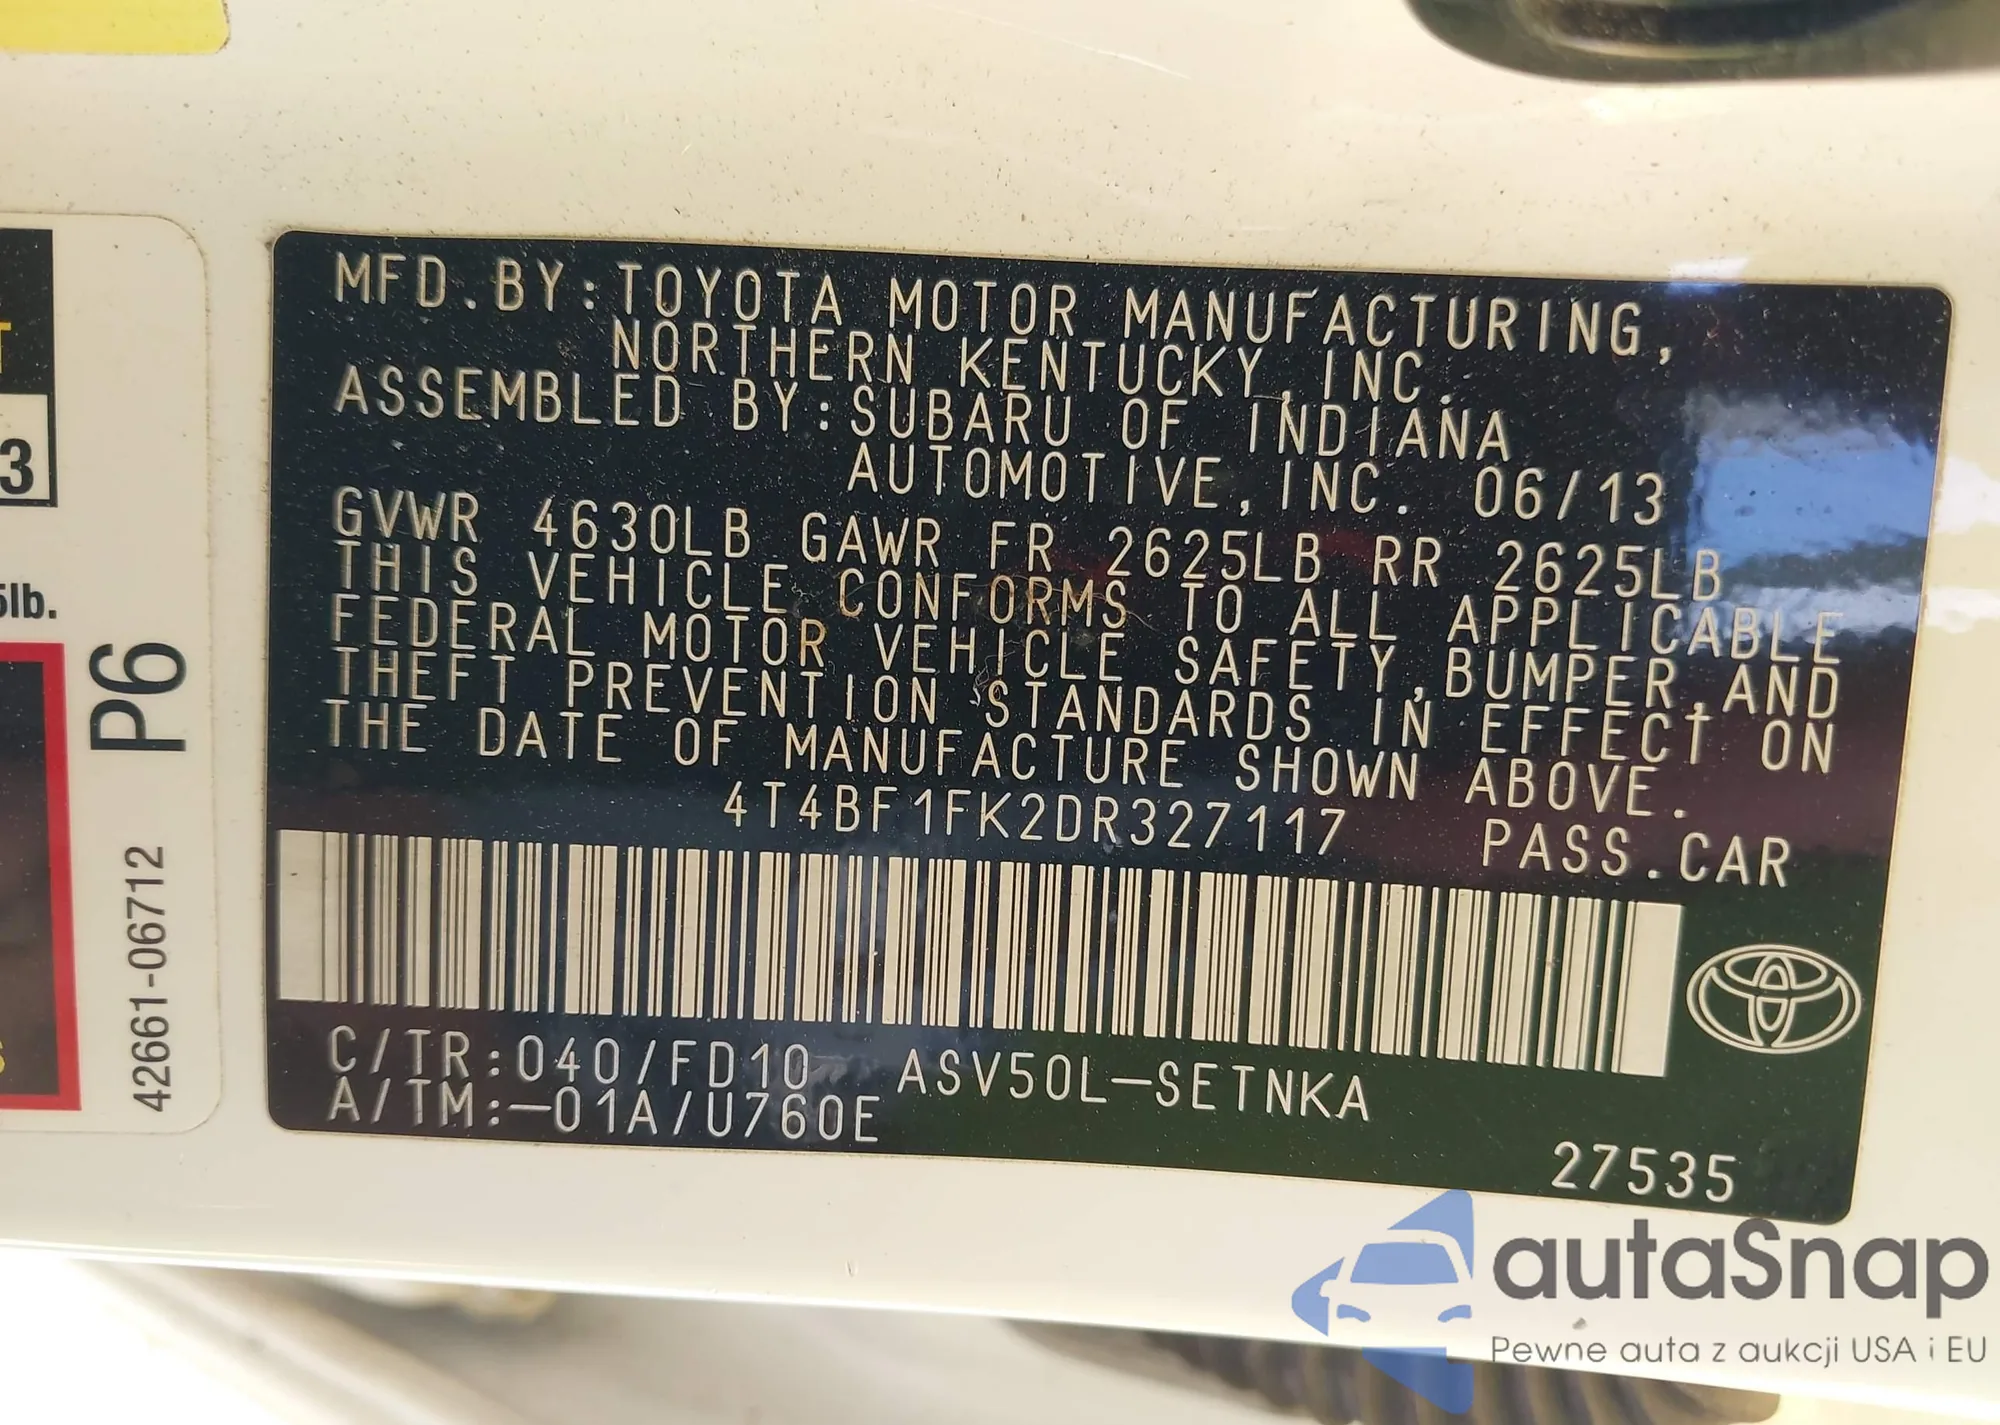 MFD.BY:TOYOTA MOTOR MANUFACTURING,
NORTHERN KENTUCKY,INC.
ASSEMBLED BY:SUBARU OF INDIANA
AUTOMOTIVE,INC. 06/13
GVWR 4630LB GAWR FR 2625LB RR 2625LB
THIS VEHICLE CONFORMS TO ALL APPLICABLE
FEDERAL MOTOR VEHICLE SAFETY,BUMPER,AND
THEFT PREVENTION STANDARDS IN EFFECT ON
THE DATE OF MANUFACTURE SHOWN ABOVE.
4T4BF1FK2DR327117 PASS.CAR
C/TR:040/FD10 ASV50L-SETNKA
A/TM:-01A/U760E
27535
T
3
5lb.
P6
42661-06712
S
autaSnap
Pewne auta z aukcji USA i EU